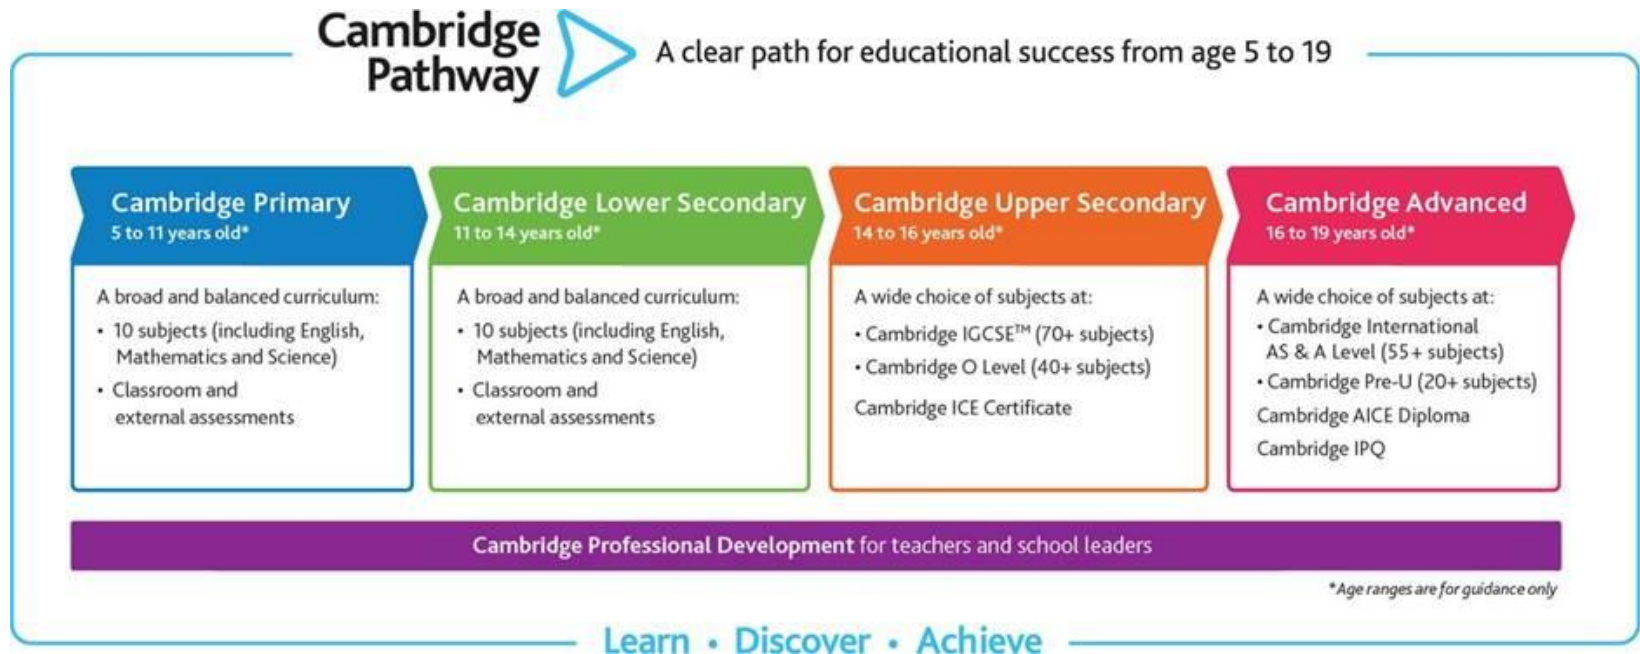 Cambridge
Pathway
A clear path for educational success from age 5 to 19
Cambridge Primary
5 to 11 years old*
A broad and balanced curriculum:
• 10 subjects (including English,
Mathematics and Science)
• Classroom and
external assessments
Cambridge Lower Secondary
11 to 14 years old*
A broad and balanced curriculum:
• 10 subjects (including English,
Mathematics and Science)
• Classroom and
external assessments
Cambridge Upper Secondary
14 to 16 years old*
A wide choice of subjects at:
• Cambridge IGCSE™ (70+ subjects)
• Cambridge O Level (40+ subjects)
Cambridge ICE Certificate
Cambridge Advanced
16 to 19 years old*
A wide choice of subjects at:
• Cambridge International
AS & A Level (55+ subjects)
• Cambridge Pre-U (20+ subjects)
Cambridge AICE Diploma
Cambridge IPQ
Cambridge Professional Development for teachers and school leaders
*Age ranges are for guidance only
Learn • Discover • Achieve